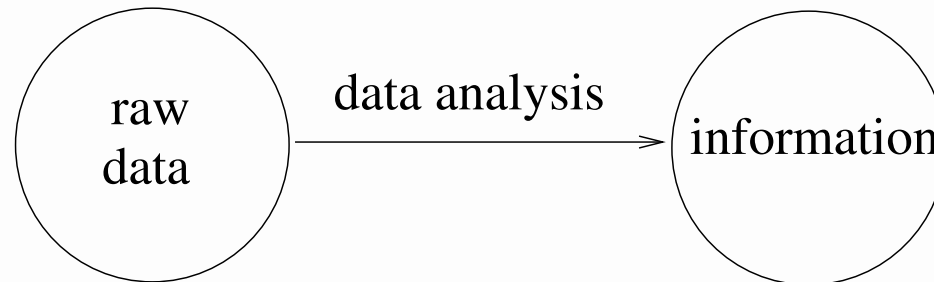 raw
data
data analysis
information